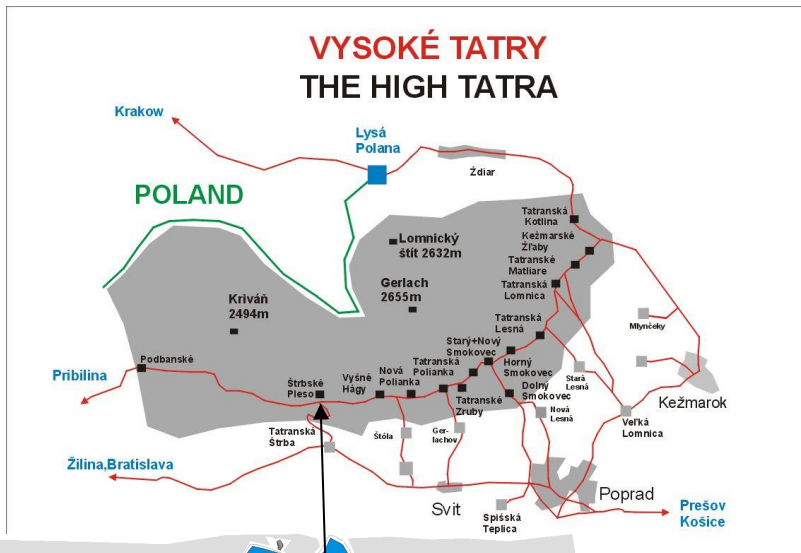 VYSOKÉ TATRY
THE HIGH TATRA
Krakow
Lysá
Polana
Ždiar
POLAND
Tatranská
Kotlina
Kežmarské
Žľaby
Lomnický
štít 2632m
Tatranské
Matliare
Gerlach
2655m
Tatranská
Lomnica
Kriváň
2494m
Mlynčeky
Tatranská
Lesná
Starý+Nový
Smokovec
Podbanské
Horný
Smokovec
Tatranská
Polianka
Nová
Polianka
Vyšné
Hágy
Štrbské
Pleso
Pribilina
Stará
Lesná
Dolný
Smokovec
Kežmarok
Tatranské
Zruby
Nová
Lesná
Veľká
Lomnica
Tatranská
Štrba
Štóla
Ger-
lachov
Žilina,Bratislava
Svit
Poprad
Spišská
Teplica
Prešov
Košice